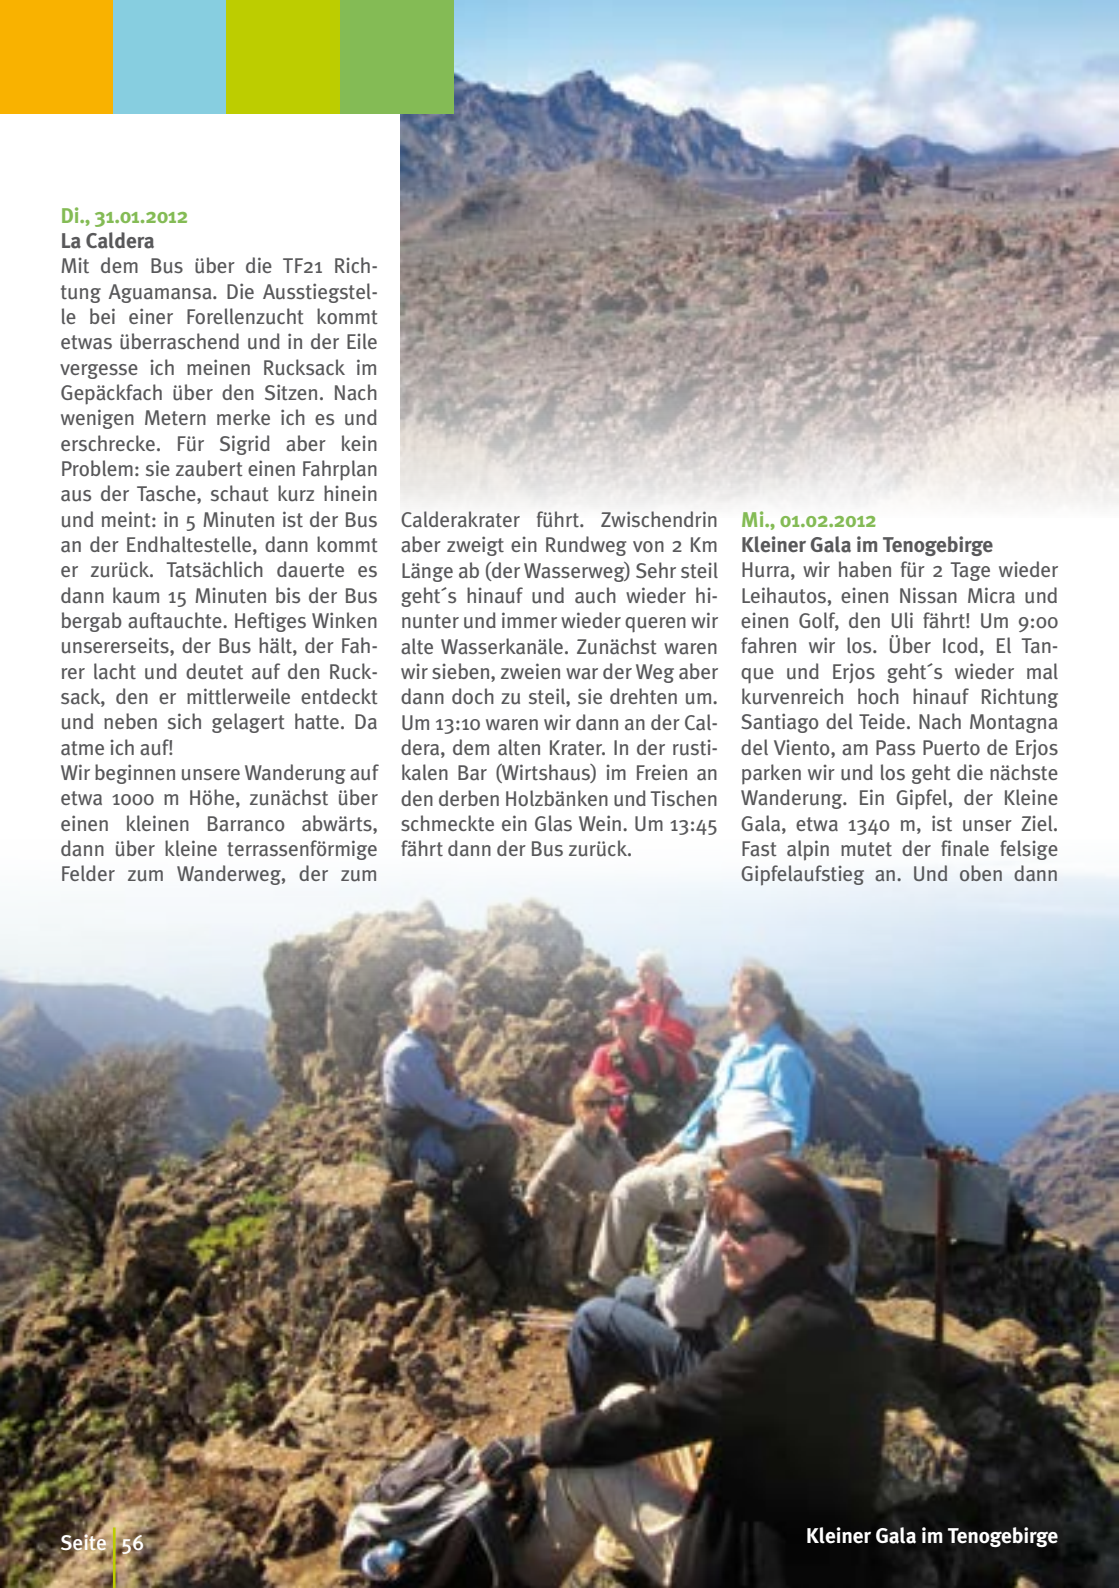 Di., 31.01.2012
La Caldera
Mit dem Bus über die TF21 Rich-
tung Aguamansa. Die Ausstiegstel-
le bei einer Forellenzucht kommt
etwas überraschend und in der Eile
vergesse ich meinen Rucksack im
Gepäckfach über den Sitzen. Nach
wenigen Metern merke ich es und
erschrecke. Für Sigrid aber kein
Problem: sie zaubert einen Fahrplan
aus der Tasche, schaut kurz hinein
und meint: in 5 Minuten ist der Bus
an der Endhaltestelle, dann kommt
er zurück. Tatsächlich dauerte es
dann kaum 15 Minuten bis der Bus
bergab auftauchte. Heftiges Winken
unsererseits, der Bus hält, der Fah-
rer lacht und deutet auf den Ruck-
sack, den er mittlerweile entdeckt
und neben sich gelagert hatte. Da
atme ich auf!
Wir beginnen unsere Wanderung auf
etwa 1000 m Höhe, zunächst über
einen kleinen Barranco abwärts,
dann über kleine terrassenförmige
Felder zum Wanderweg, der zum
Calderakrater führt. Zwischendrin
aber zweigt ein Rundweg von 2 Km
Länge ab (der Wasserweg) Sehr steil
geht´s hinauf und auch wieder hi-
nunter und immer wieder queren wir
alte Wasserkanäle. Zunächst waren
wir sieben, zweien war der Weg aber
dann doch zu steil, sie drehten um.
Um 13:10 waren wir dann an der Cal-
dera, dem alten Krater. In der rusti-
kalen Bar (Wirtshaus) im Freien an
den derben Holzbänken und Tischen
schmeckte ein Glas Wein. Um 13:45
fährt dann der Bus zurück.
Mi., 01.02.2012
Kleiner Gala im Tenogebirge
Hurra, wir haben für 2 Tage wieder
Leihautos, einen Nissan Micra und
einen Golf, den Uli fährt! Um 9:00
fahren wir los. Über Icod, El Tan-
que und Erjos geht´s wieder mal
kurvenreich hoch hinauf Richtung
Santiago del Teide. Nach Montagna
del Viento, am Pass Puerto de Erjos
parken wir und los geht die nächste
Wanderung. Ein Gipfel, der Kleine
Gala, etwa 1340 m, ist unser Ziel.
Fast alpin mutet der finale felsige
Gipfelaufstieg an. Und oben dann
Kleiner Gala im Tenogebirge
Seite 56